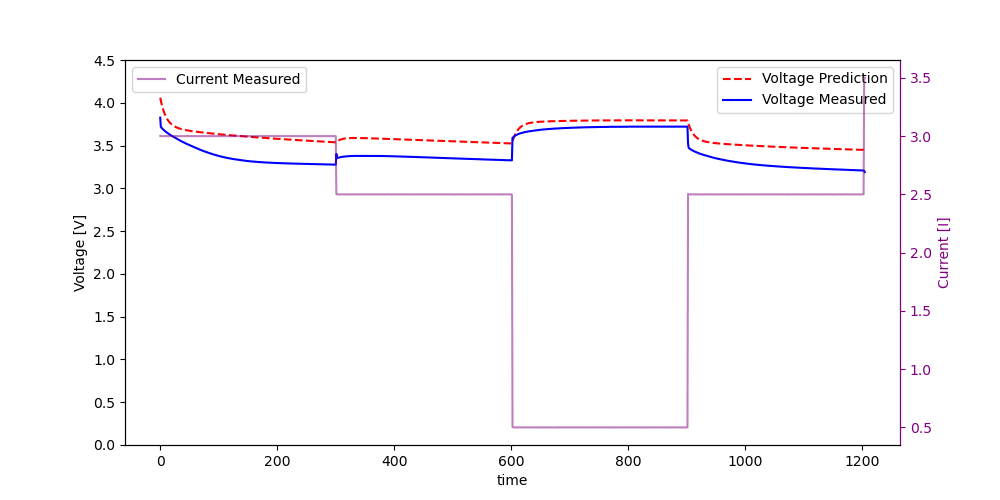 Current Measured
Voltage Prediction
Voltage Measured
Voltage [V]
4.5
4.0
3.5
3.0
2.5
2.0
1.5
1.0
0.5
0.0
3.5
3.0
2.5
2.0
1.5
1.0
0.5
Current [I]
0 200 400 600 800 1000 1200
time